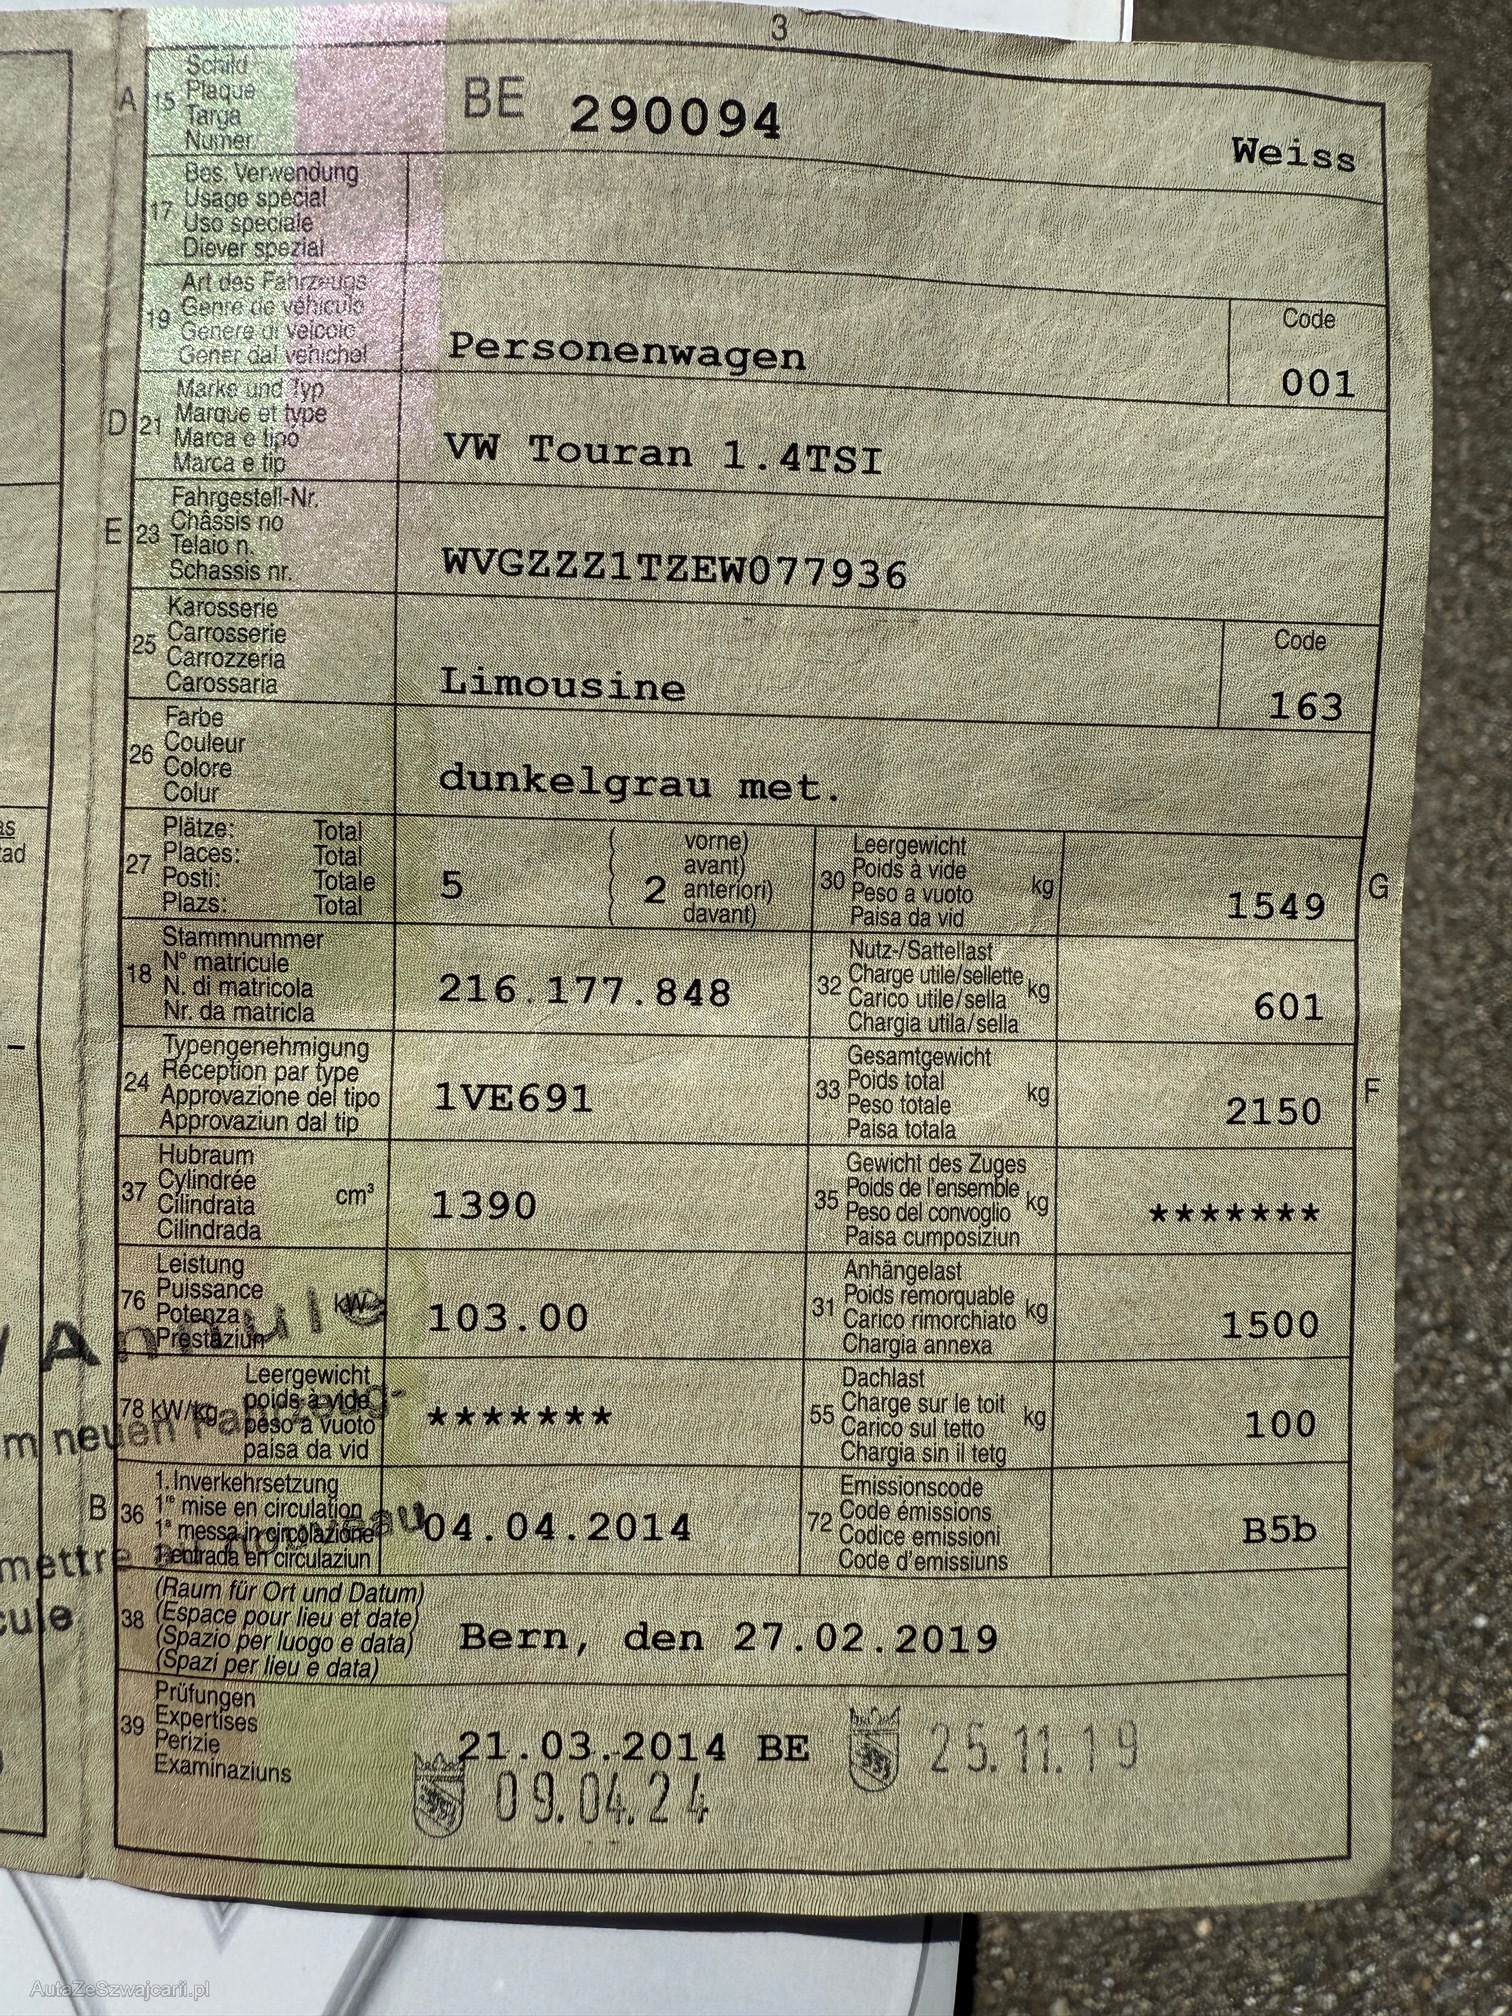 3
A 15 Schild
Plaque
Targa
Numer
BE 290094
Weiss
17 Bes. Verwendung
Usage spécial
Uso speciale
Diever spezial
19 Art des Fahrzeugs
Genre de véhicule
Genere di veicolo
Gener dal vehichel
Personenwagen
Code
001
D 21 Marke und Typ
Marque et type
Marca e tipo
Marca e tip
VW Touran 1.4TSI
E 23 Fahrgestell-Nr.
Châssis no
Telaio n.
Schassis nr.
WVGZZZ1TZEW077936
25 Karosserie
Carrosserie
Carrozzeria
Carossaria
Limousine
Code
163
26 Farbe
Couleur
Colore
Colur
dunkelgrau met.
27 Plätze: Total
Places: Total
Posti: Totale
Plazs: Total
5
( vorne)
( avant)
( 2 anteriori)
( davant)
30 Leergewicht
Poids à vide
Peso a vuoto
Paisa da vid
kg
1549
G
18 Stammnummer
N° matricule
N. di matricola
Nr. da matricla
216.177.848
32 Nutz-/Sattellast
Charge utile/sellette
Carico utile/sella
Chargia utila/sella
kg
601
24 Typengenehmigung
Réception par type
Approvazione del tipo
Approvaziun dal tip
1VE691
33 Gesamtgewicht
Poids total
Peso totale
Paisa totala
kg
2150
F
37 Hubraum
Cylindrée
Cilindrata
Cilindrada
cm³
1390
35 Gewicht des Zuges
Poids de l'ensemble
Peso del convoglio
Paisa cumposiziun
kg
*******
76 Leistung
Puissance
Potenza
Prestaziun
kW
103.00
31 Anhängelast
Poids remorquable
Carico rimorchiato
Chargia annexa
kg
1500
78 kW/kg
Leergewicht
poids à vide
peso a vuoto
paisa da vid
*******
55 Dachlast
Charge sur le toit
Carico sul tetto
Chargia sin il tetg
kg
100
B 36 1. Inverkehrsetzung
1re mise en circulation
1a messa in circolazione
1. entrada en circulaziun
04.04.2014
72 Emissionscode
Code émissions
Codice emissioni
Code d'emissiuns
B5b
38 (Raum für Ort und Datum)
(Espace pour lieu et date)
(Spazio per luogo e data)
(Spazi per lieu e data)
Bern, den 27.02.2019
39 Prüfungen
Expertises
Perizie
Examinaziuns
21.03.2014 BE
25.11.19
09.04.24
/ Annulé
m neuen Fahrzeug-
mettre nouveau
cule
AutaZeSzwajcarii.pl